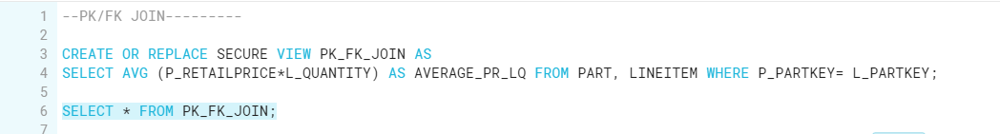 1 --PK/FK JOIN---------
2
3 CREATE OR REPLACE SECURE VIEW PK_FK_JOIN AS
4 SELECT AVG (P_RETAILPRICE*L_QUANTITY) AS AVERAGE_PR_LQ FROM PART, LINEITEM WHERE P_PARTKEY= L_PARTKEY;
5
6 SELECT * FROM PK_FK_JOIN;
7